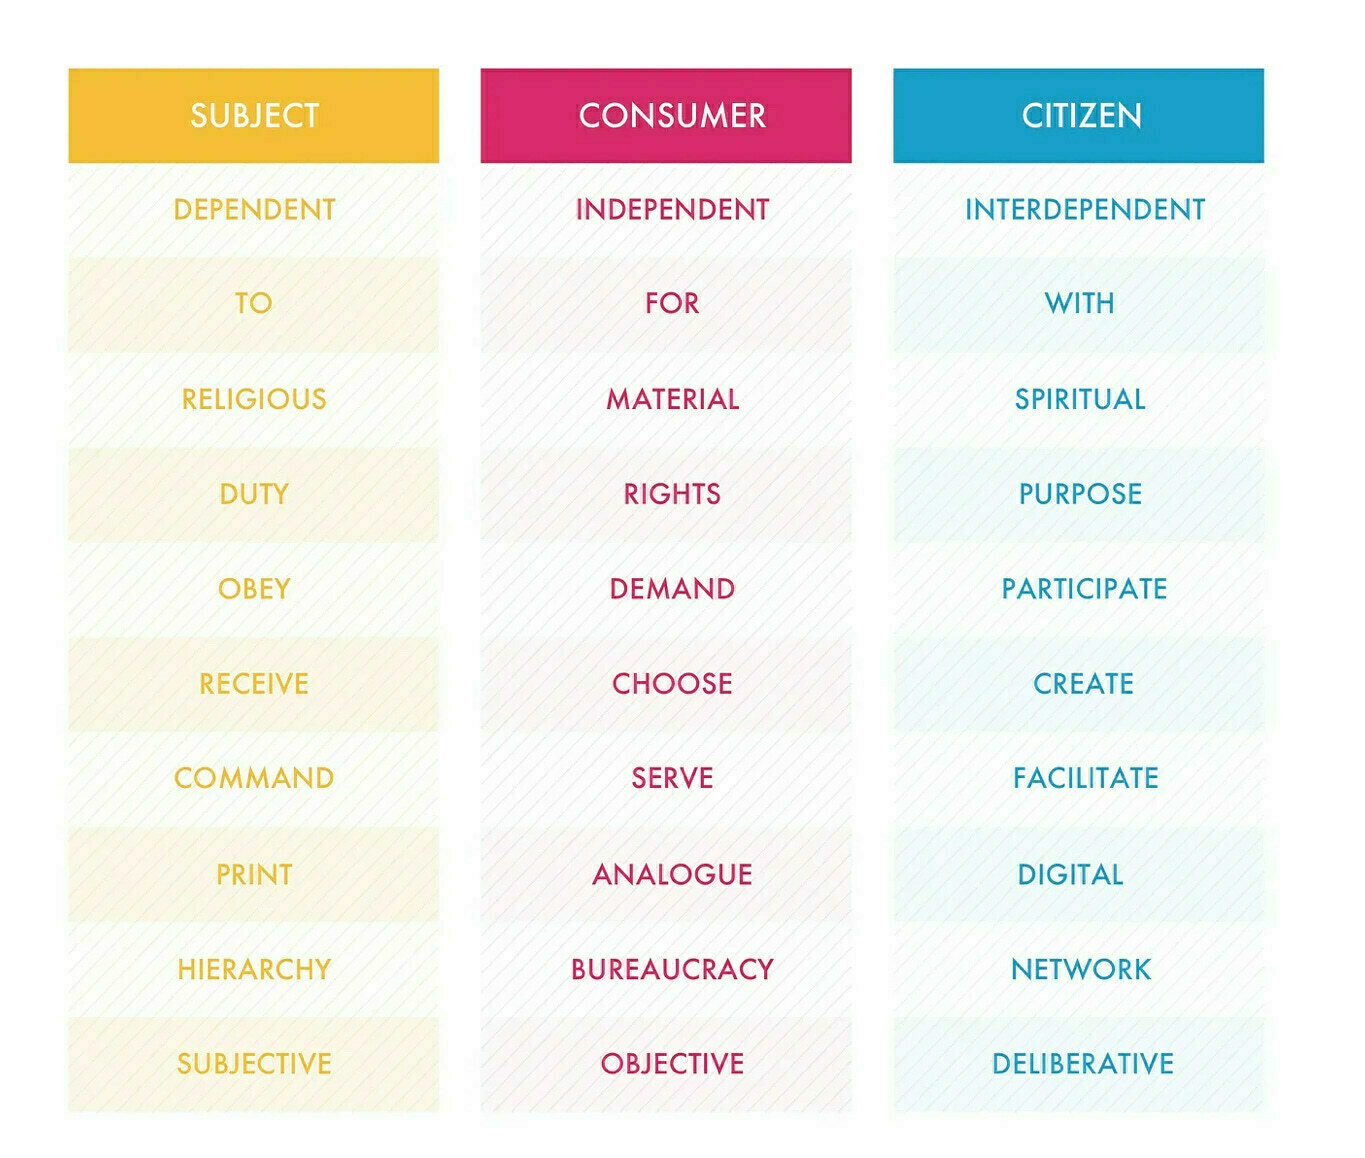 SUBJECT CONSUMER CITIZEN
DEPENDENT INDEPENDENT INTERDEPENDENT
TO FOR WITH
RELIGIOUS MATERIAL SPIRITUAL
DUTY RIGHTS PURPOSE
OBEY DEMAND PARTICIPATE
RECEIVE CHOOSE CREATE
COMMAND SERVE FACILITATE
PRINT ANALOGUE DIGITAL
HIERARCHY BUREAUCRACY NETWORK
SUBJECTIVE OBJECTIVE DELIBERATIVE